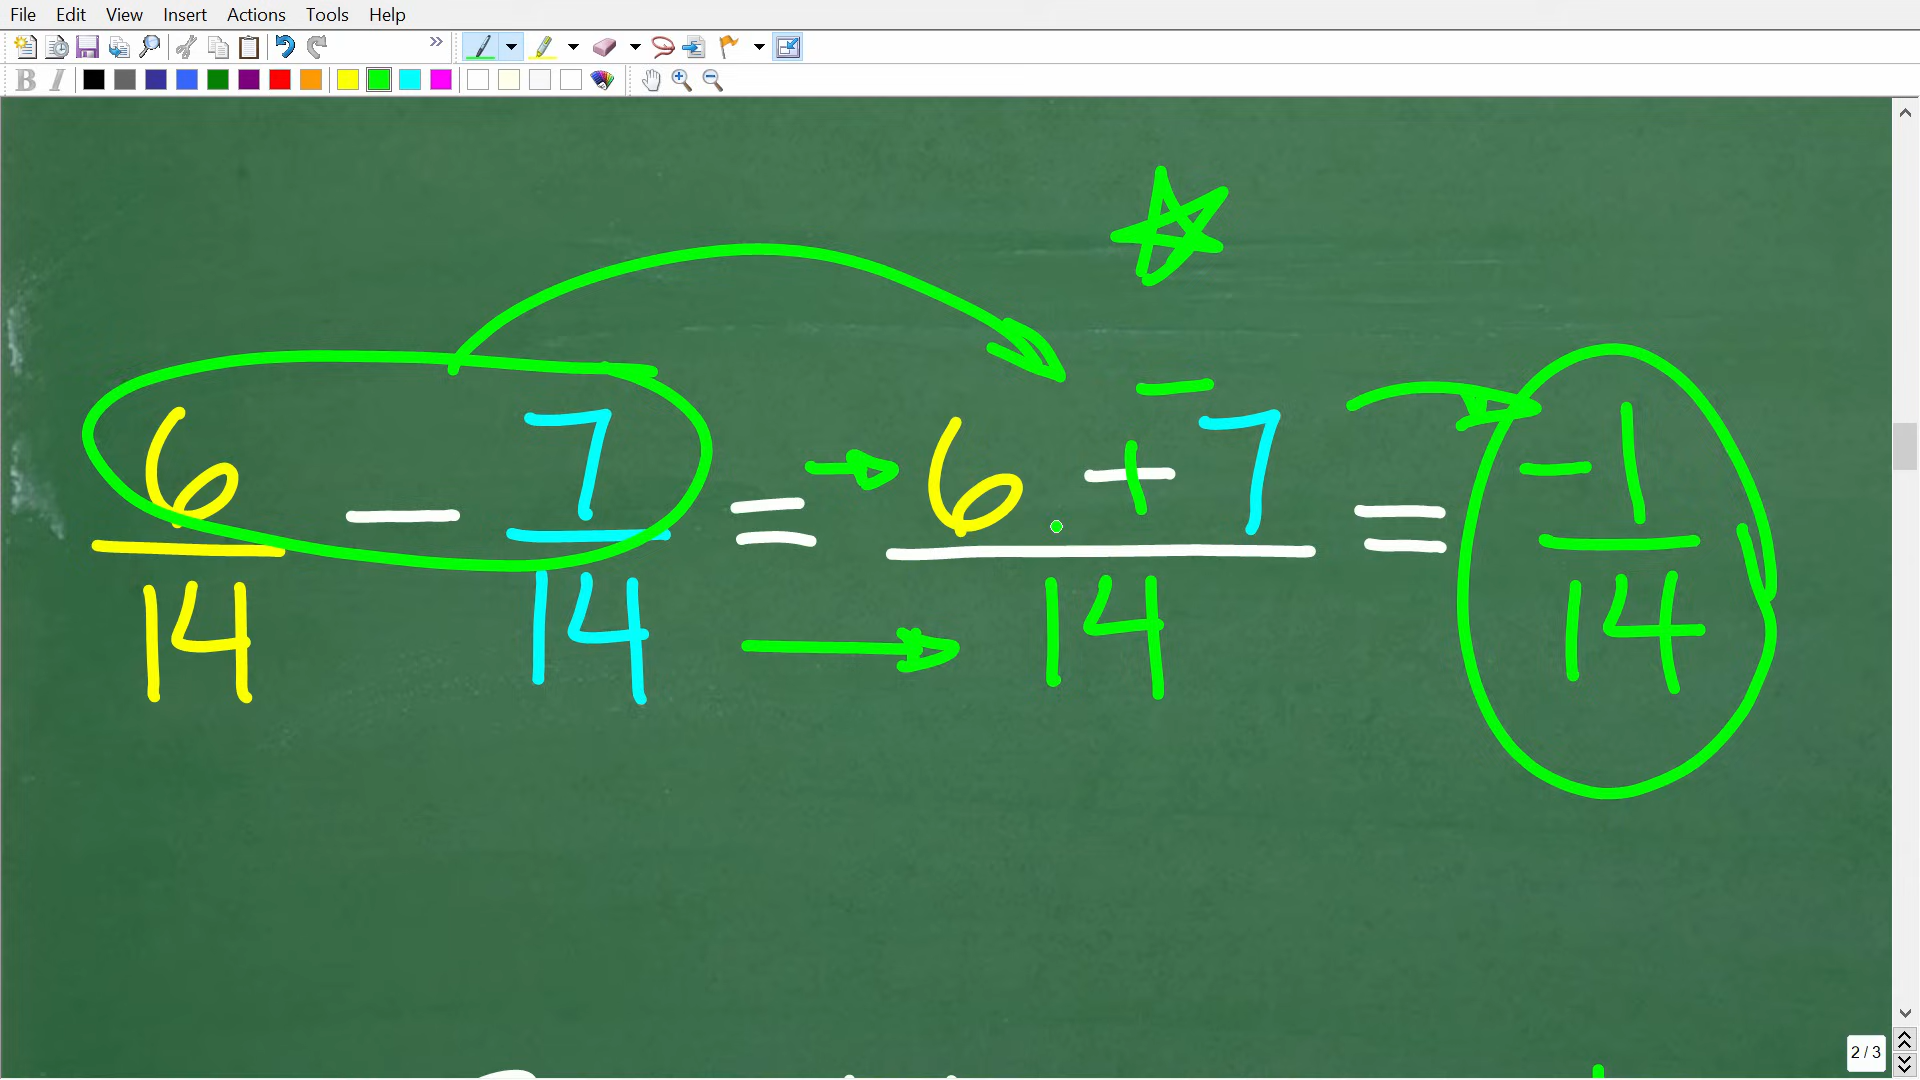 File Edit View Insert Actions Tools Help
B I
6/14 - 7/14 = (6 + -7)/14 = -1/14
2 / 3